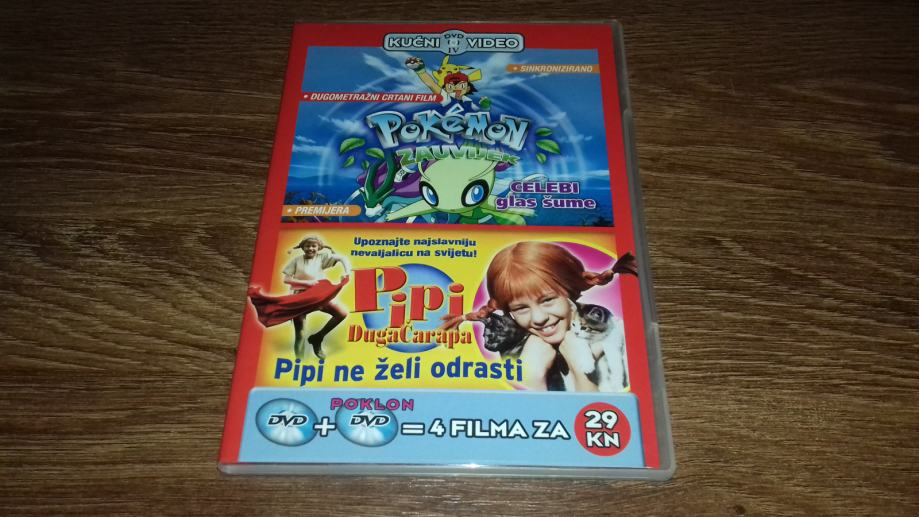 KUĆNI DVD IV VIDEO
• SINKRONIZIRANO
• DUGOMETRAŽNI CRTANI FILM
POKéMON
ZAUVIJEK
CELEBI
glas šume
• PREMIJERA
Upoznajte najslavniju
nevaljalicu na svijetu!
Pipi
DugaČarapa
Pipi ne želi odrasti
POKLON
DVD + DVD = 4 FILMA ZA 29 KN